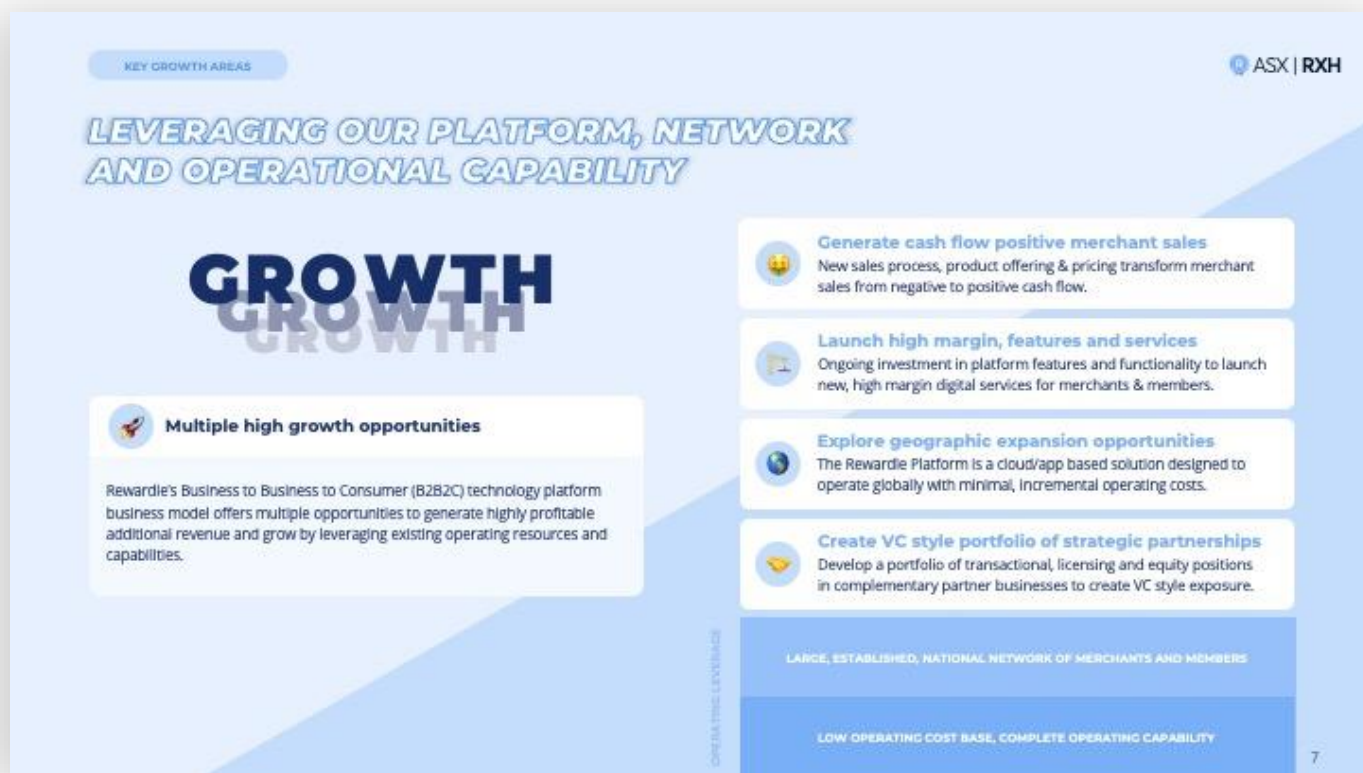 KEY GROWTH AREAS
ASX | RXH
LEVERAGING OUR PLATFORM, NETWORK
AND OPERATIONAL CAPABILITY
GROWTH
GROWTH
GROWTH
Multiple high growth opportunities
Rewardle's Business to Business to Consumer (B2B2C) technology platform
business model offers multiple opportunities to generate highly profitable
additional revenue and grow by leveraging existing operating resources and
capabilities.
Generate cash flow positive merchant sales
New sales process, product offering & pricing transform merchant
sales from negative to positive cash flow.
Launch high margin, features and services
Ongoing investment in platform features and functionality to launch
new, high margin digital services for merchants & members.
Explore geographic expansion opportunities
The Rewardle Platform is a cloud/app based solution designed to
operate globally with minimal, incremental operating costs.
Create VC style portfolio of strategic partnerships
Develop a portfolio of transactional, licensing and equity positions
in complementary partner businesses to create VC style exposure.
OPERATING LEVERAGE
LARGE, ESTABLISHED, NATIONAL NETWORK OF MERCHANTS AND MEMBERS
LOW OPERATING COST BASE, COMPLETE OPERATING CAPABILITY
7